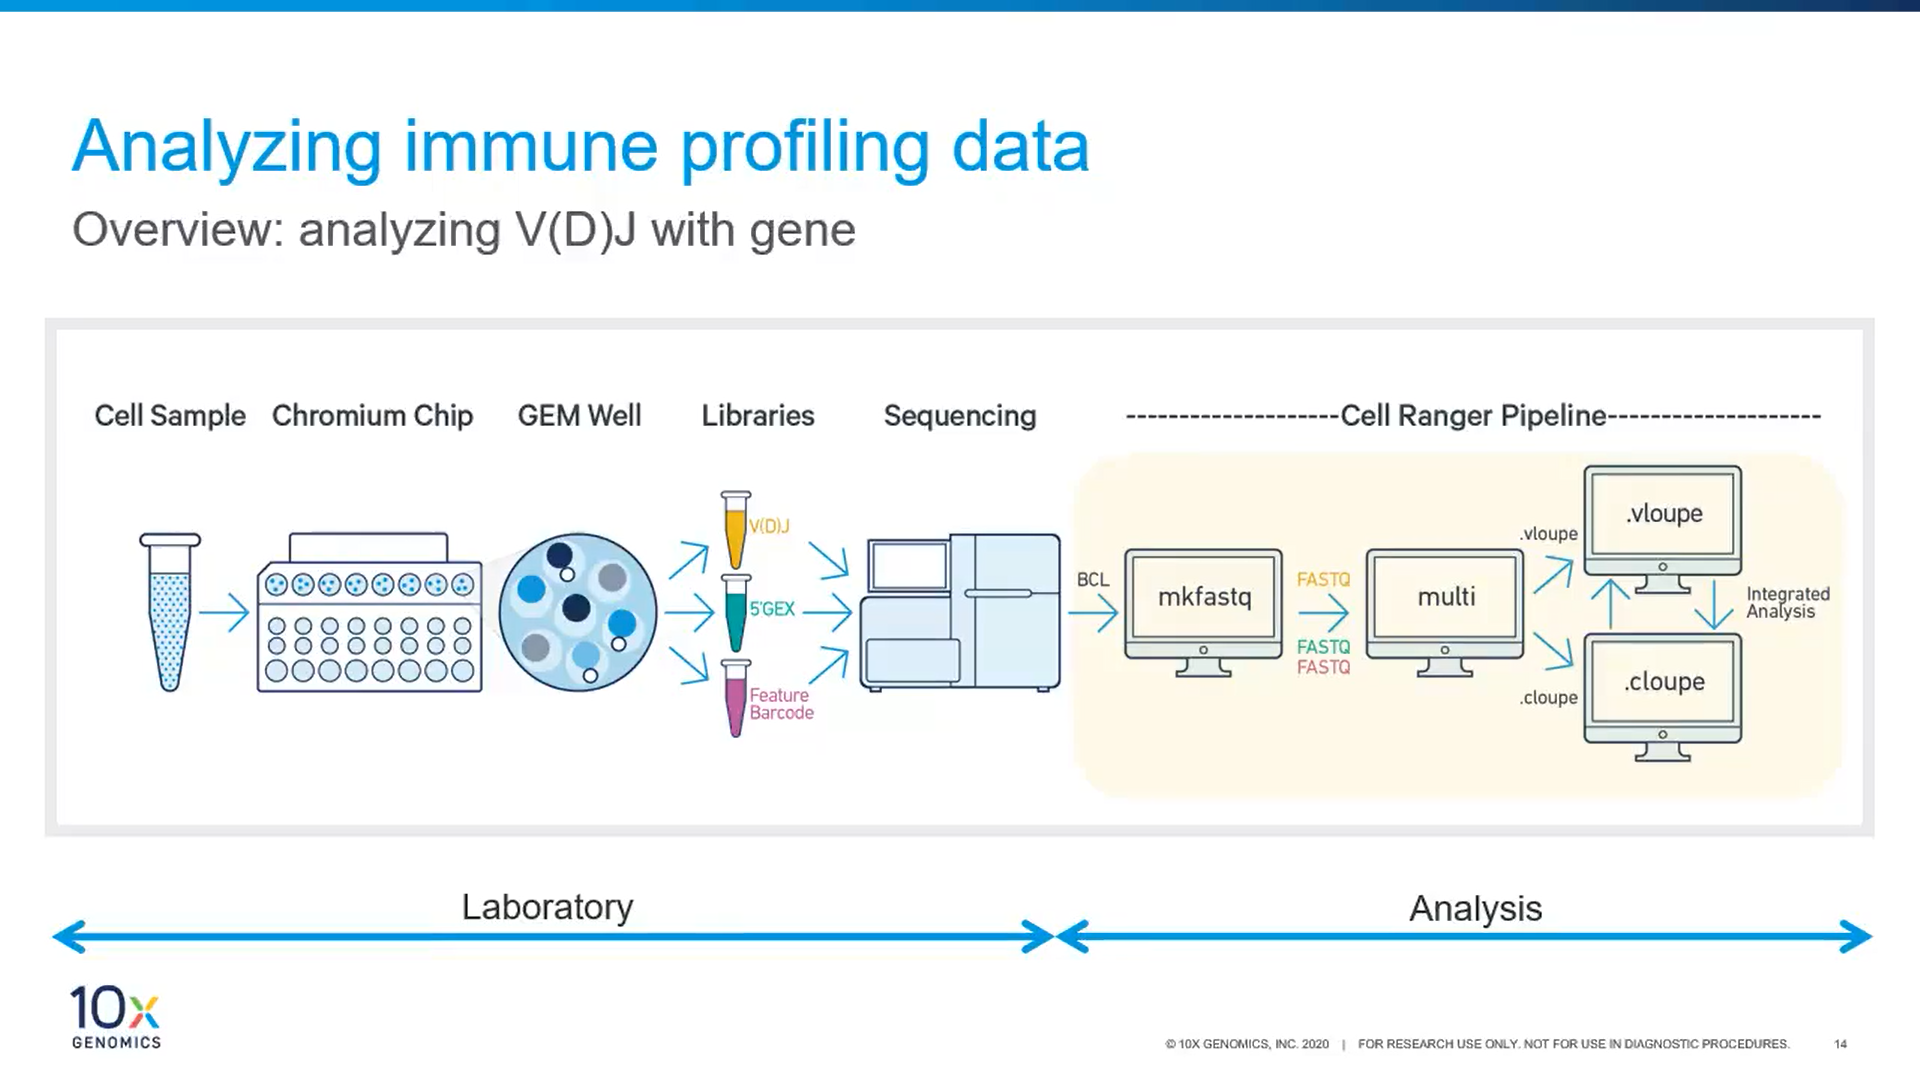 Analyzing immune profiling data
Overview: analyzing V(D)J with gene
Cell Sample
Chromium Chip
GEM Well
Libraries
Sequencing
-------------------Cell Ranger Pipeline--------------------
V(D)J
5'GEX
Feature
Barcode
BCL
mkfastq
FASTQ
FASTQ
FASTQ
multi
.vloupe
.vloupe
.cloupe
.cloupe
Integrated
Analysis
Laboratory
Analysis
10x
GENOMICS
© 10X GENOMICS, INC. 2020 | FOR RESEARCH USE ONLY. NOT FOR USE IN DIAGNOSTIC PROCEDURES. 14